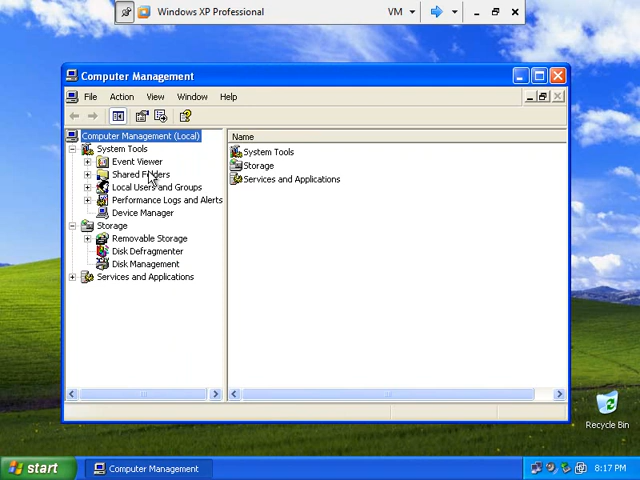 Windows XP Professional
VM
Computer Management
File Action View Window Help
Computer Management (Local)
System Tools
Event Viewer
Shared Folders
Local Users and Groups
Performance Logs and Alerts
Device Manager
Storage
Removable Storage
Disk Defragmenter
Disk Management
Services and Applications
Name
System Tools
Storage
Services and Applications
Recycle Bin
start
Computer Management
8:17 PM